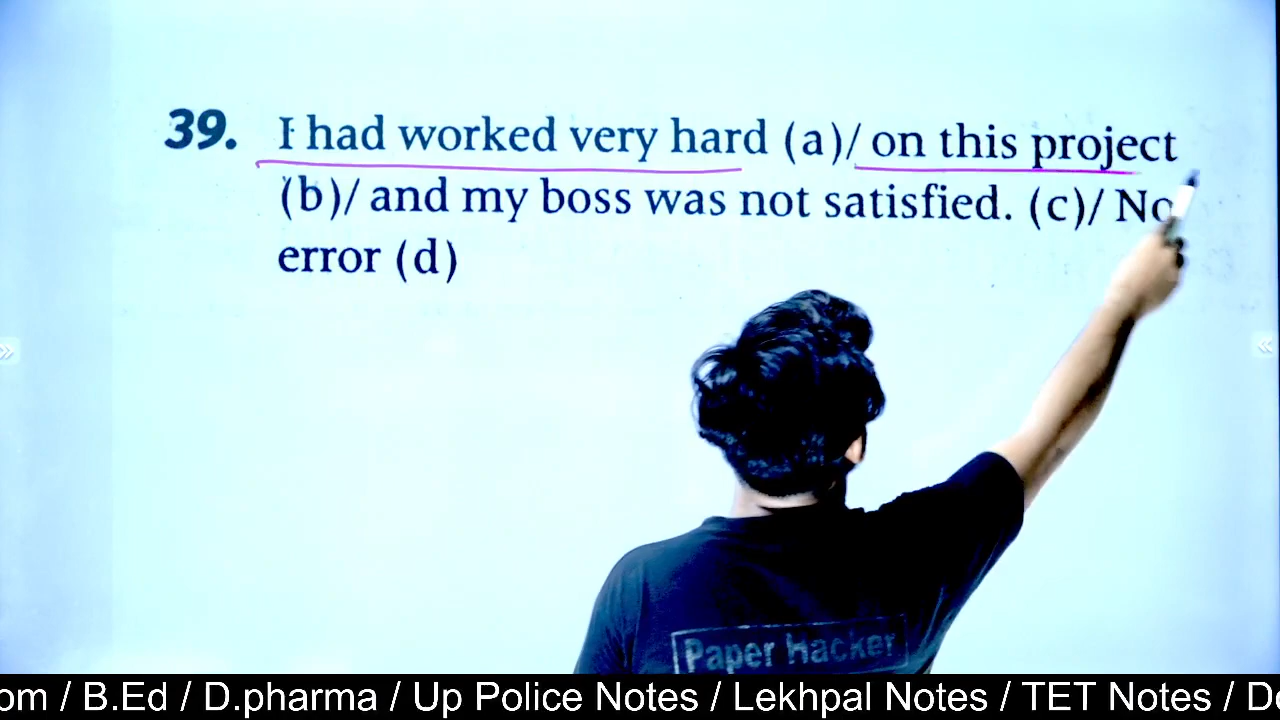 39. I had worked very hard (a)/ on this project
(b)/ and my boss was not satisfied. (c)/ No
error (d)
Paper Hacker
om / B.Ed / D.pharma / Up Police Notes / Lekhpal Notes / TET Notes / De